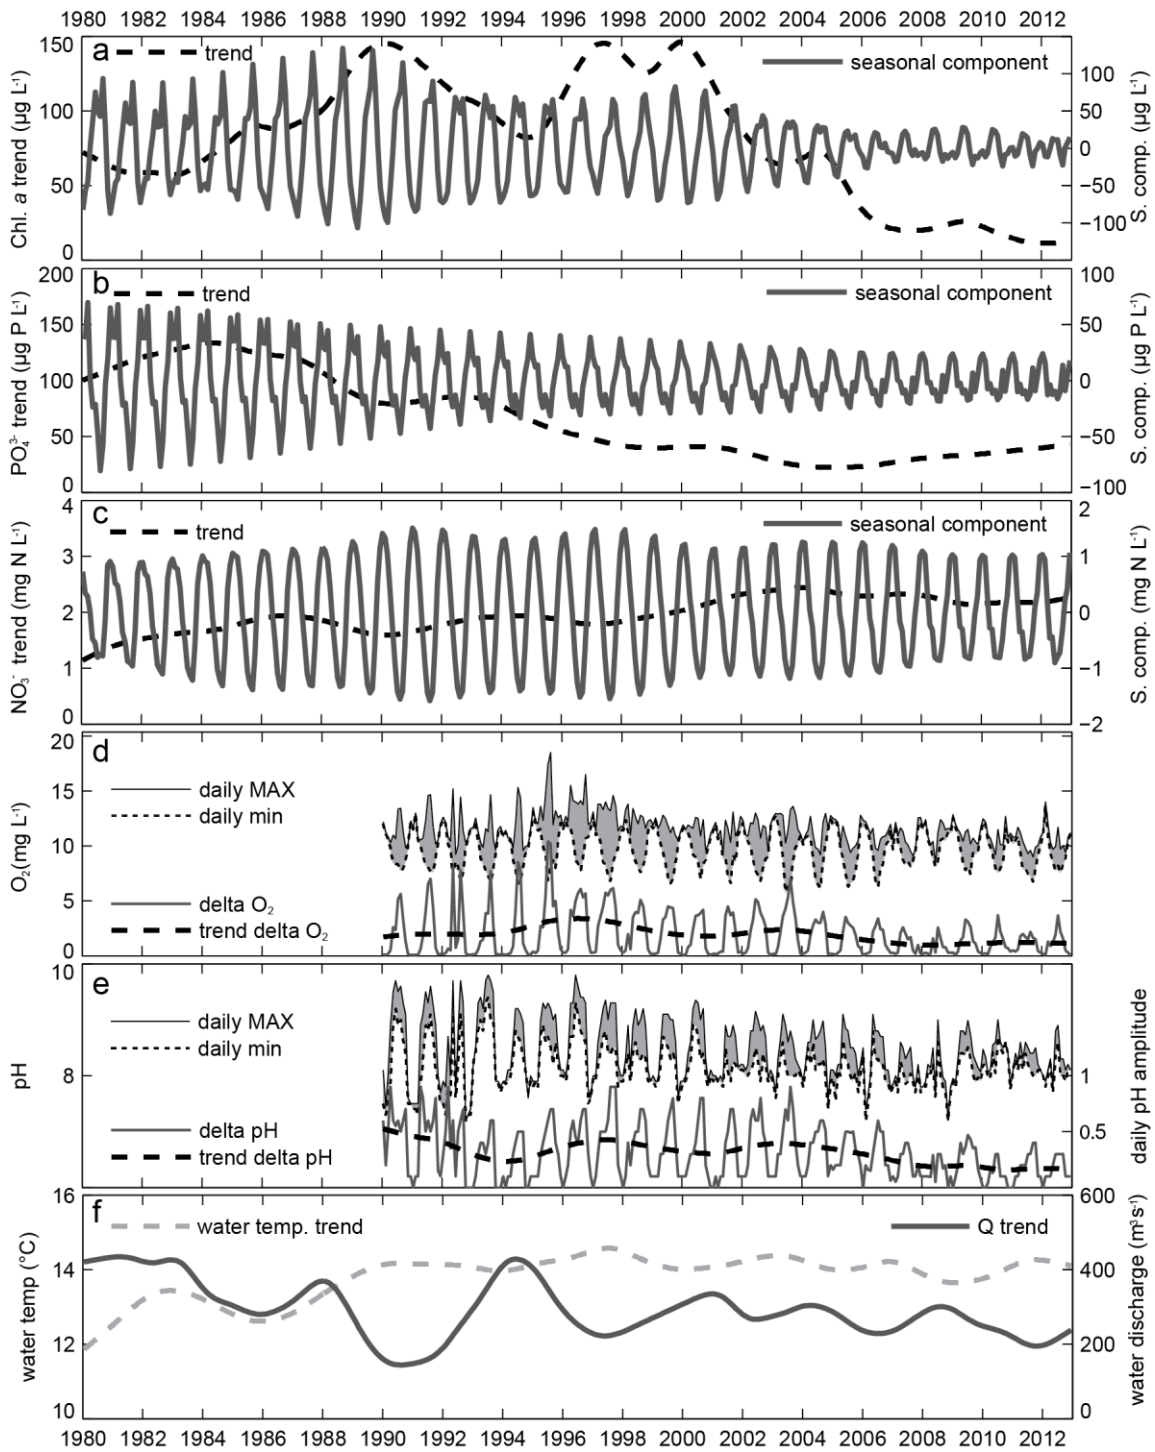 1980 1982 1984 1986 1988 1990 1992 1994 1996 1998 2000 2002 2004 2006 2008 2010 2012
a
trend
seasonal component
150
100
50
0
Chl. a trend (µg L⁻¹)
100
50
0
−50
−100
S. comp. (µg L⁻¹)
b
trend
seasonal component
200
150
100
50
0
PO₄³⁻ trend (µg P L⁻¹)
100
50
0
−50
−100
S. comp. (µg P L⁻¹)
c
trend
seasonal component
4
3
2
1
0
NO₃⁻ trend (mg N L⁻¹)
2
1
0
−1
−2
S. comp. (mg N L⁻¹)
d
daily MAX
daily min
delta O₂
trend delta O₂
20
15
10
5
0
O₂(mg L⁻¹)
e
daily MAX
daily min
delta pH
trend delta pH
10
8
pH
1
0.5
daily pH amplitude
f
water temp. trend
Q trend
16
14
12
10
water temp (°C)
600
400
200
0
water discharge (m³s⁻¹)
1980 1982 1984 1986 1988 1990 1992 1994 1996 1998 2000 2002 2004 2006 2008 2010 2012